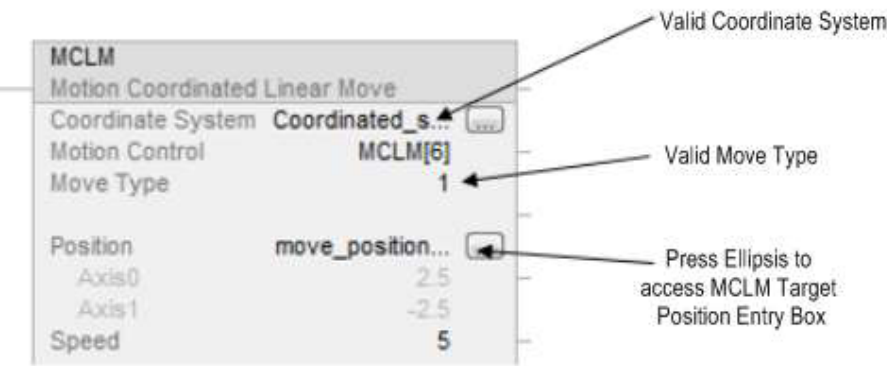 Valid Coordinate System
MCLM
Motion Coordinated Linear Move
Coordinate System Coordinated_s... ...
Motion Control MCLM[6]
Move Type 1
Valid Move Type
Position move_position... ...
Axis0 2.5
Axis1 -2.5
Speed 5
Press Ellipsis to
access MCLM Target
Position Entry Box